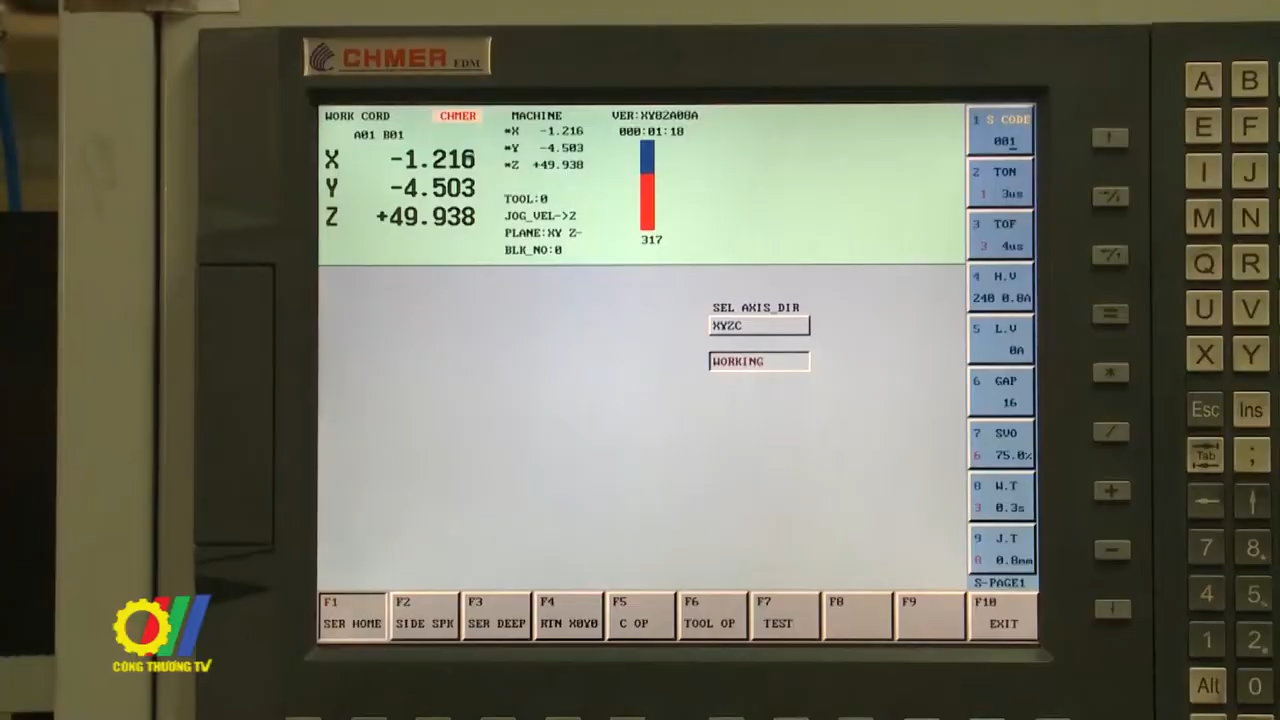 CHMER EDM
WORK CORD CHMER
A01 B01
X -1.216
Y -4.503
Z +49.938
MACHINE
*X -1.216
*Y -4.503
*Z +49.938
TOOL:0
JOG_VEL->Z
PLANE:XY Z-
BLK_NO:0
VER:XY82A08A
000:01:18
317
SEL AXIS_DIR
XYZC
WORKING
1 S CODE
001
2 TON
1 3us
3 TOF
3 4us
4 H.V
240 0.8A
5 L.V
0A
6 GAP
16
7 SVO
6 75.0%
8 W.T
3 0.3s
9 J.T
8 0.8mm
S-PAGE1
F1 F2 F3 F4 F5 F6 F7 F8 F9 F10
SER HOME SIDE SPK SER DEEP RTN X0Y0 C OP TOOL OP TEST EXIT
A B
E F
I J
M N
Q R
U V
X Y
Esc Ins
Tab ;
7 8
4 5
1 2
Alt 0
=
*
/
+
-
CÔNG THƯƠNG TV